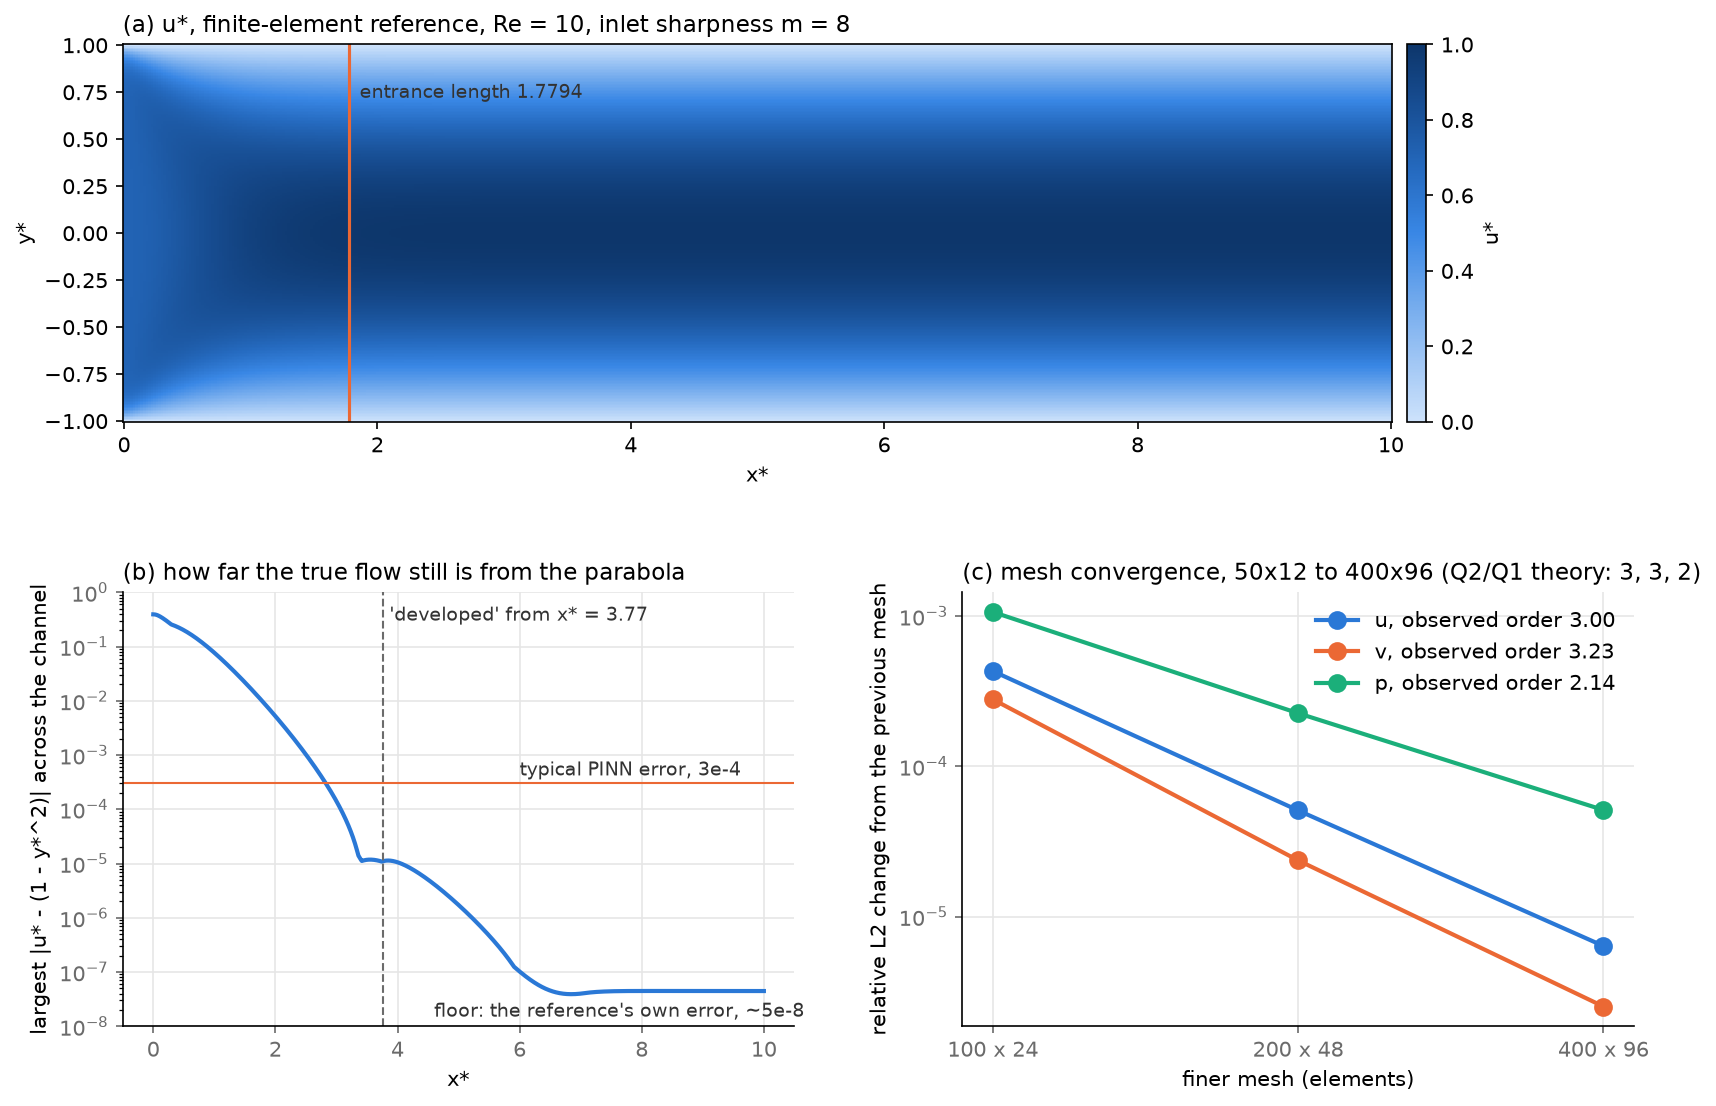 (a) u*, finite-element reference, Re = 10, inlet sharpness m = 8
1.00
0.75
0.50
0.25
0.00
−0.25
−0.50
−0.75
−1.00
y*
entrance length 1.7794
0
2
4
6
8
10
x*
1.0
0.8
0.6
0.4
0.2
0.0
u*
(b) how far the true flow still is from the parabola
largest |u* - (1 - y*^2)| across the channel
10⁰
10⁻¹
10⁻²
10⁻³
10⁻⁴
10⁻⁵
10⁻⁶
10⁻⁷
10⁻⁸
'developed' from x* = 3.77
typical PINN error, 3e-4
floor: the reference's own error, ~5e-8
0
2
4
6
8
10
x*
(c) mesh convergence, 50x12 to 400x96 (Q2/Q1 theory: 3, 3, 2)
relative L2 change from the previous mesh
10⁻³
10⁻⁴
10⁻⁵
u, observed order 3.00
v, observed order 3.23
p, observed order 2.14
100 x 24
200 x 48
400 x 96
finer mesh (elements)